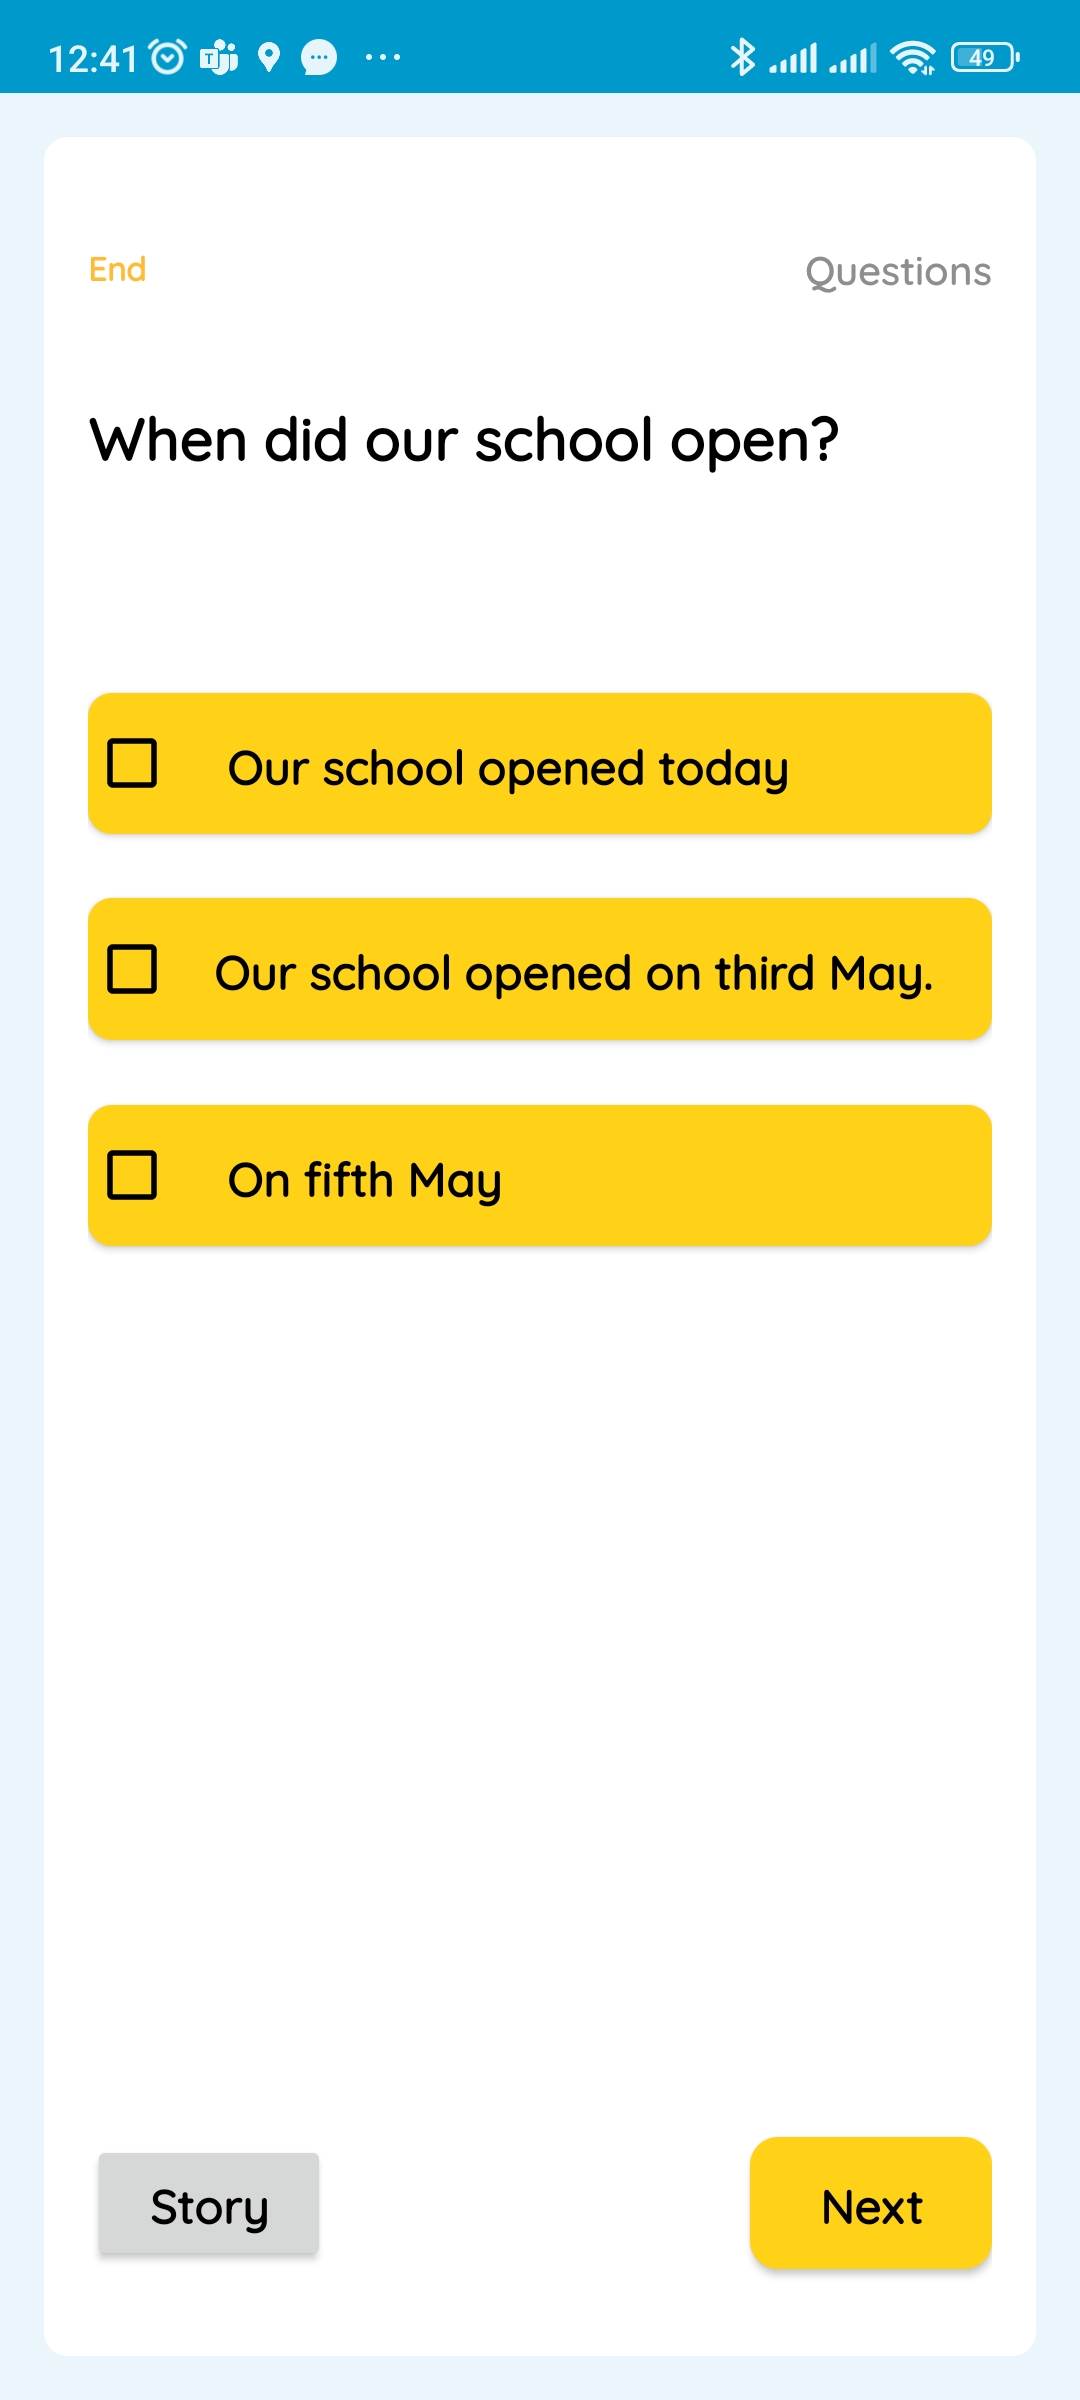 12:41
49
End
Questions
When did our school open?
Our school opened today
Our school opened on third May.
On fifth May
Story
Next